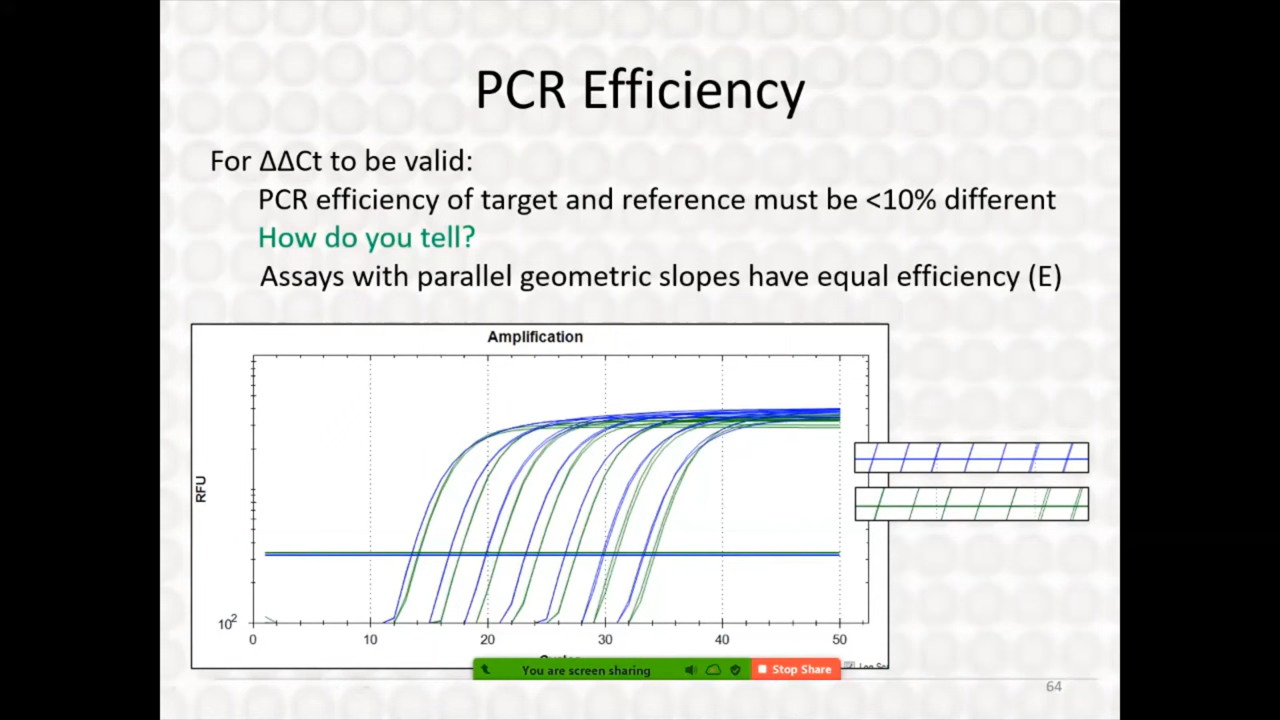 PCR Efficiency
For ΔΔCt to be valid:
PCR efficiency of target and reference must be <10% different
How do you tell?
Assays with parallel geometric slopes have equal efficiency (E)
Amplification
RFU
10²
0 10 20 30 40 50
You are screen sharing
Stop Share
64